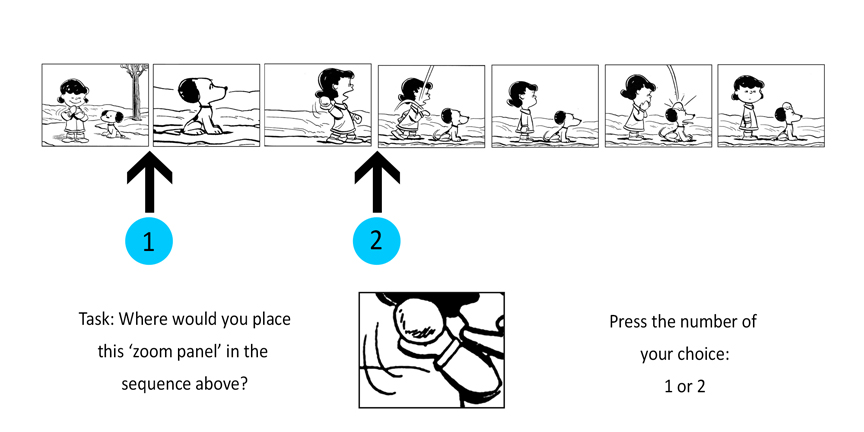 1
2
Task: Where would you place
this ‘zoom panel’ in the
sequence above?
Press the number of
your choice:
1 or 2